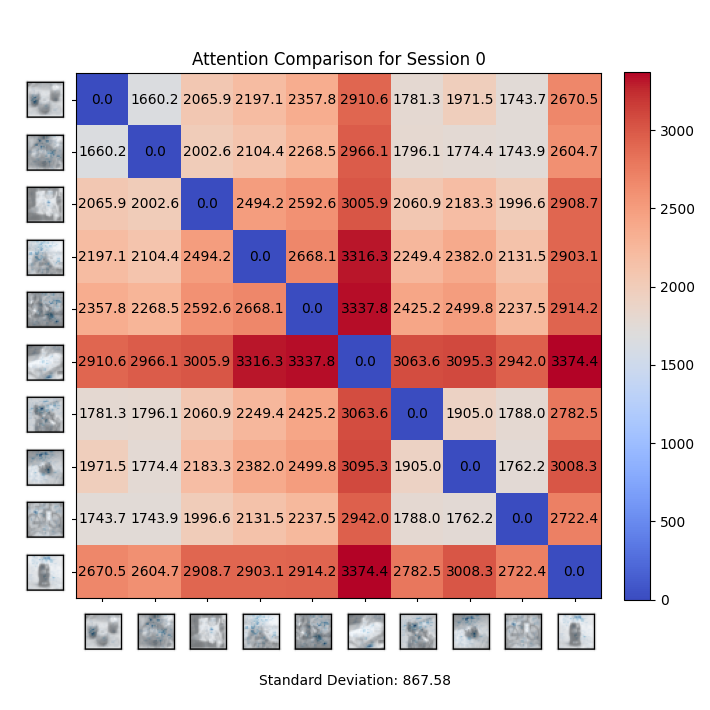 Attention Comparison for Session 0
0.0 1660.2 2065.9 2197.1 2357.8 2910.6 1781.3 1971.5 1743.7 2670.5
1660.2 0.0 2002.6 2104.4 2268.5 2966.1 1796.1 1774.4 1743.9 2604.7
2065.9 2002.6 0.0 2494.2 2592.6 3005.9 2060.9 2183.3 1996.6 2908.7
2197.1 2104.4 2494.2 0.0 2668.1 3316.3 2249.4 2382.0 2131.5 2903.1
2357.8 2268.5 2592.6 2668.1 0.0 3337.8 2425.2 2499.8 2237.5 2914.2
2910.6 2966.1 3005.9 3316.3 3337.8 0.0 3063.6 3095.3 2942.0 3374.4
1781.3 1796.1 2060.9 2249.4 2425.2 3063.6 0.0 1905.0 1788.0 2782.5
1971.5 1774.4 2183.3 2382.0 2499.8 3095.3 1905.0 0.0 1762.2 3008.3
1743.7 1743.9 1996.6 2131.5 2237.5 2942.0 1788.0 1762.2 0.0 2722.4
2670.5 2604.7 2908.7 2903.1 2914.2 3374.4 2782.5 3008.3 2722.4 0.0
3000
2500
2000
1500
1000
500
0
Standard Deviation: 867.58